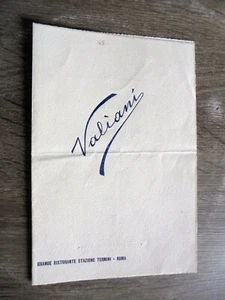 Valiani
GRANDE RISTORANTE STAZIONE TERMINI - ROMA